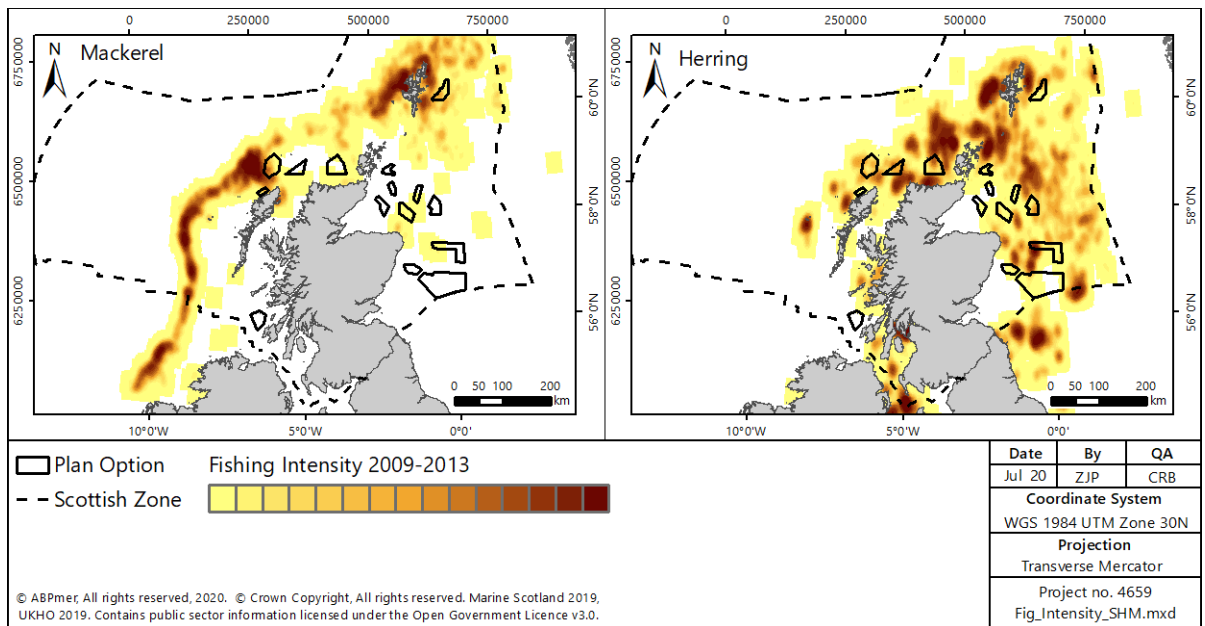 0 250000 500000 750000
0 250000 500000 750000
Mackerel
N
6750000
6500000
6250000
60°0'N
58°0'N
56°0'N
0 50 100 200
km
10°0'W 5°0'W 0°0'
Herring
N
6750000
6500000
6250000
60°0'N
58°0'N
56°0'N
0 50 100 200
km
10°0'W 5°0'W 0°0'
Plan Option
Scottish Zone
Fishing Intensity 2009-2013
Date By QA
Jul 20 ZJP CRB
Coordinate System
WGS 1984 UTM Zone 30N
Projection
Transverse Mercator
Project no. 4659
Fig_Intensity_SHM.mxd
© ABPmer, All rights reserved, 2020. © Crown Copyright, All rights reserved. Marine Scotland 2019,
UKHO 2019. Contains public sector information licensed under the Open Government Licence v3.0.